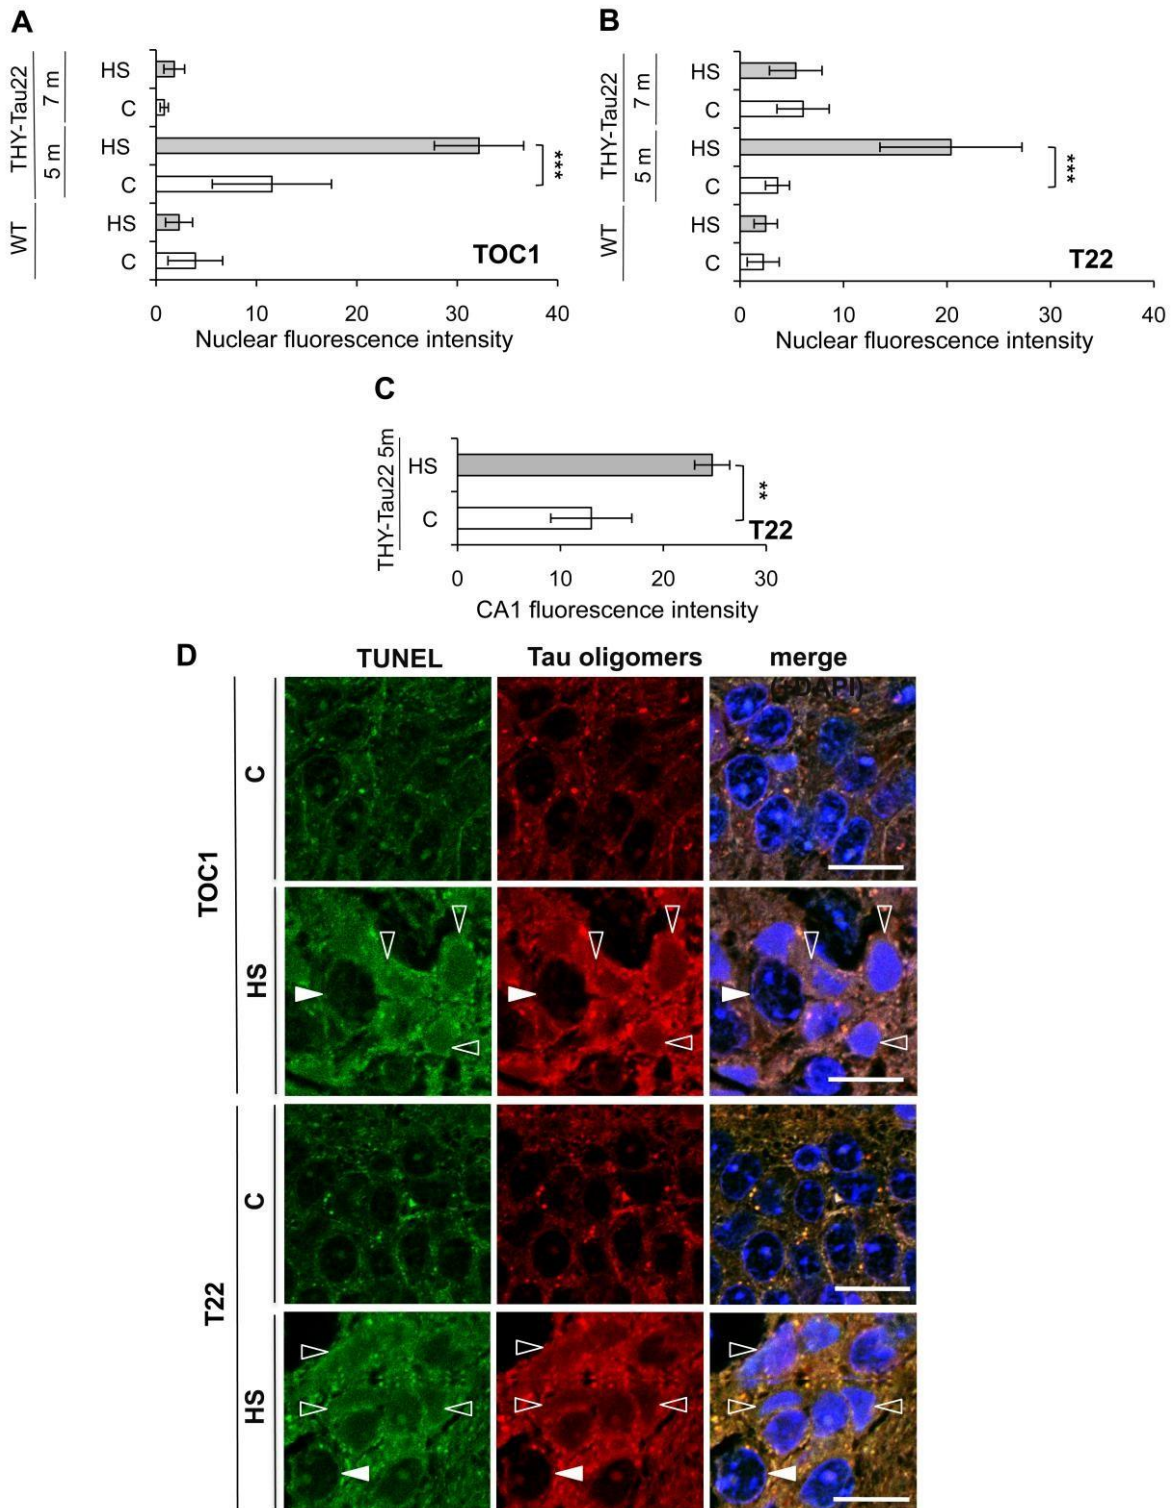 A
THY-Tau22
7 m
HS
C
5 m
HS
C
***
WT
HS
C
TOC1
0 10 20 30 40
Nuclear fluorescence intensity
B
THY-Tau22
7 m
HS
C
5 m
HS
C
***
WT
HS
C
T22
0 10 20 30 40
Nuclear fluorescence intensity
C
THY-Tau22 5m
HS
C
**
T22
0 10 20 30
CA1 fluorescence intensity
D
TUNEL Tau oligomers merge
(+DAPI)
TOC1
C
HS
T22
C
HS